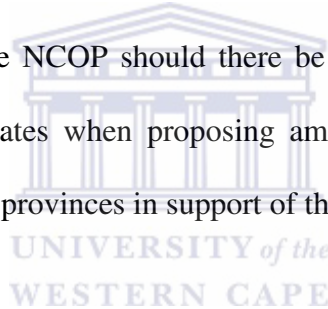 e NCOP should there be
ates when proposing am
provinces in support of th
UNIVERSITY of the
WESTERN CAPE